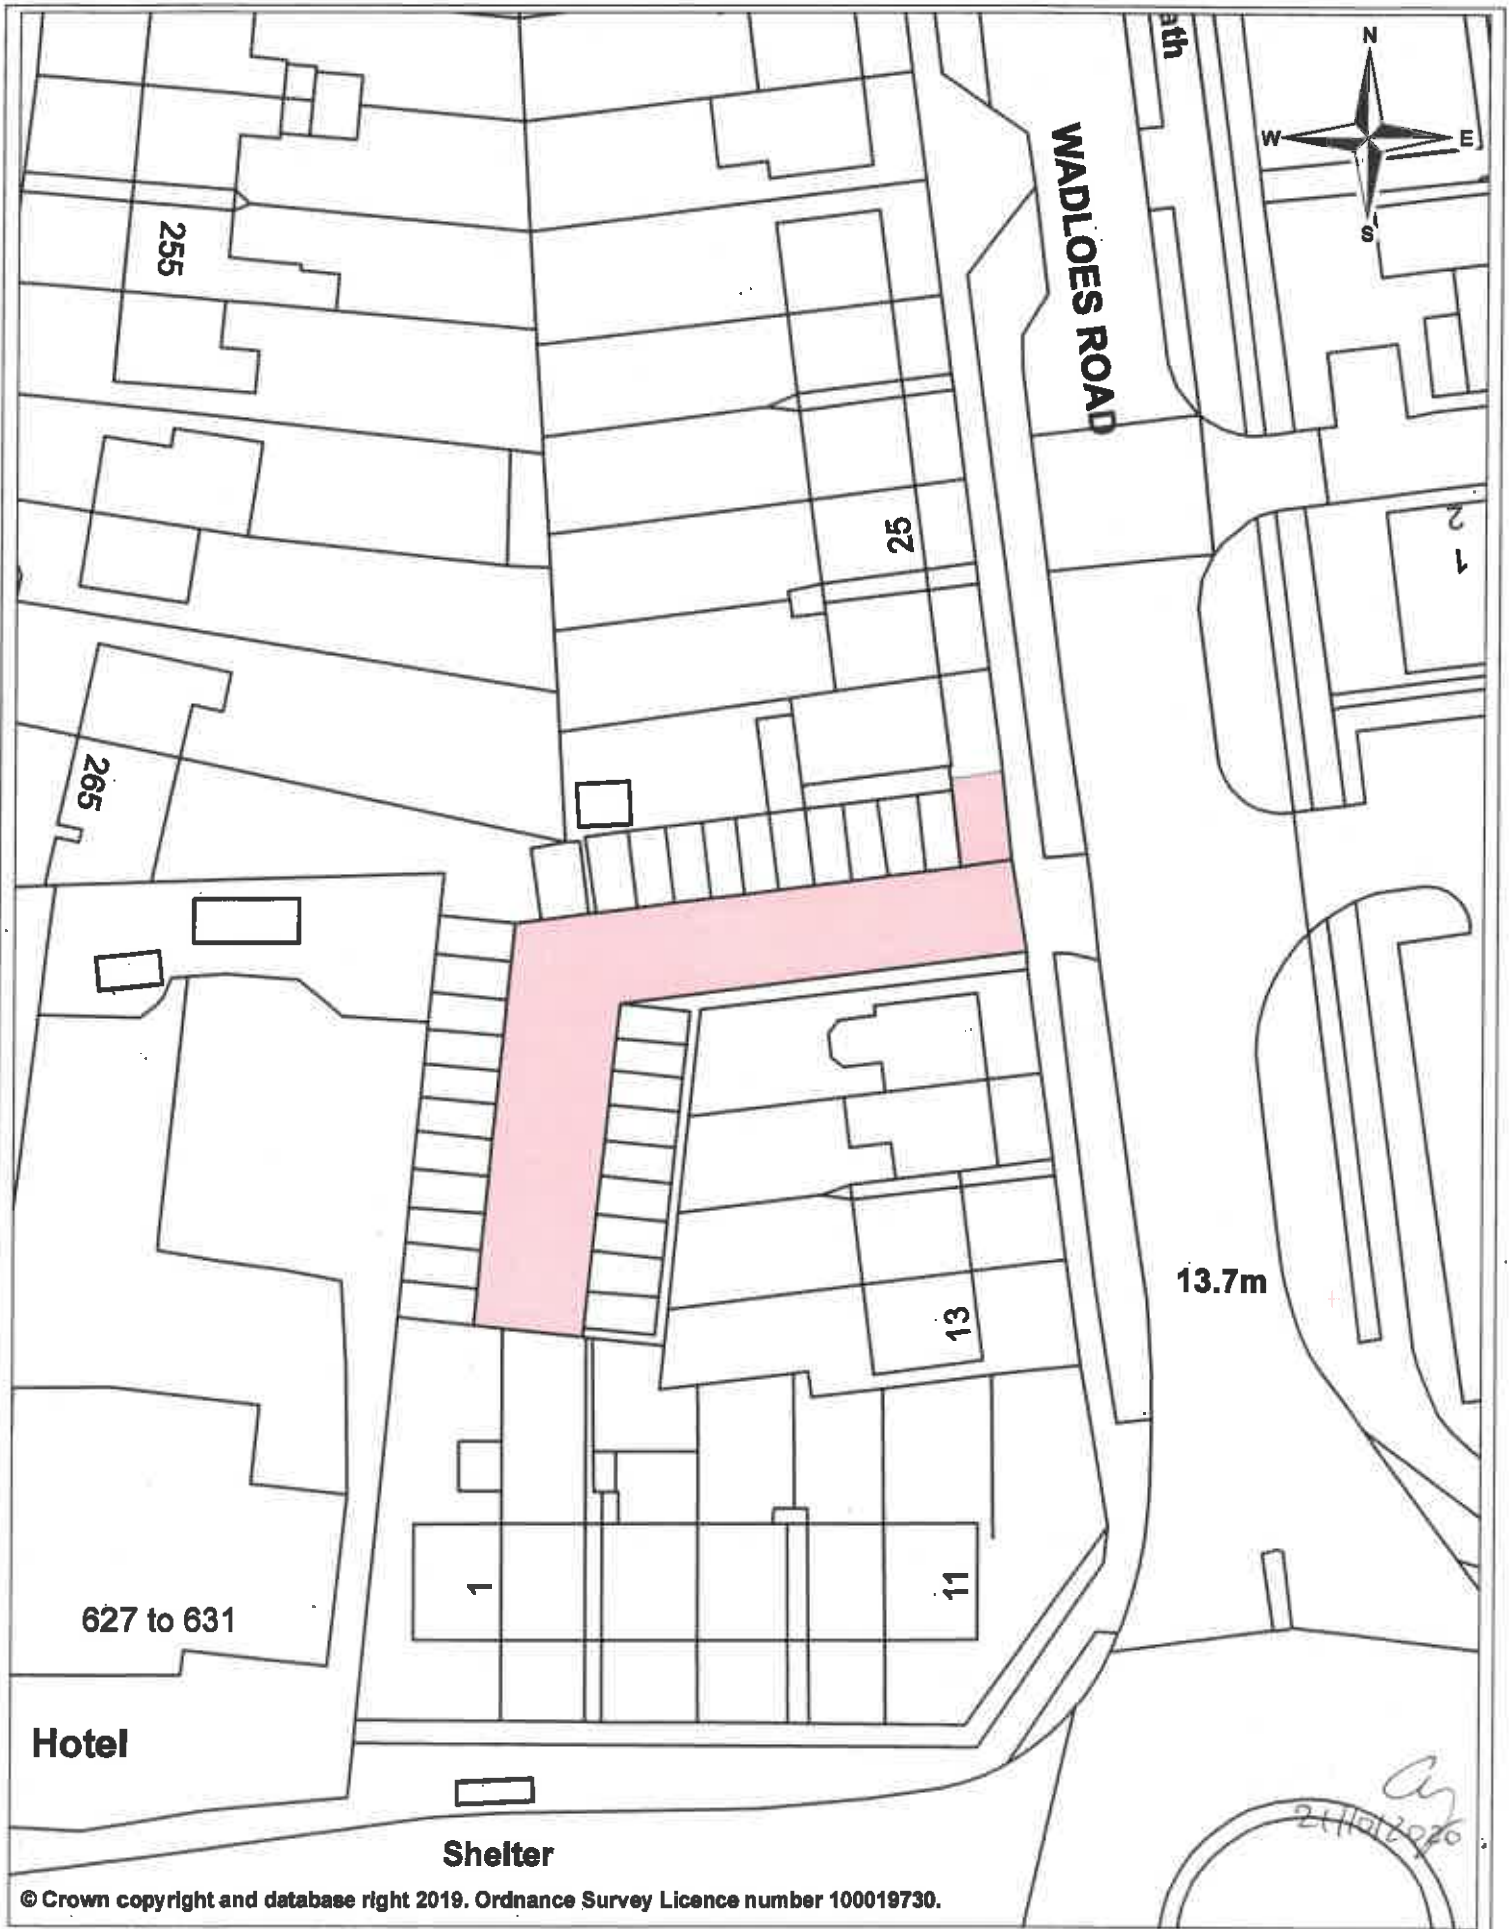 ath
N
W
E
S
WADLOES ROAD
255
25
2
1
265
13.7m
13
1
11
627 to 631
Hotel
21/10/2020
Shelter
© Crown copyright and database right 2019. Ordnance Survey Licence number 100019730.